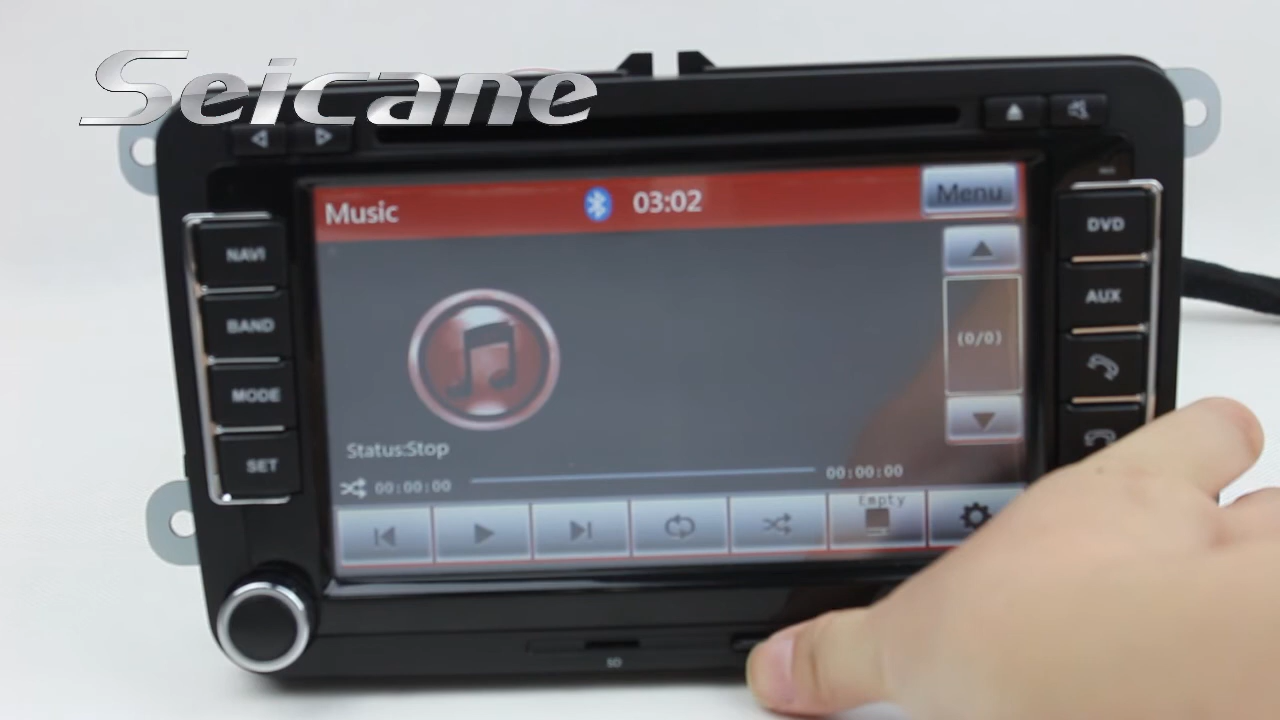 Seicane
Music
03:02
Menu
NAVI
BAND
MODE
SET
DVD
AUX
(0/0)
Status:Stop
00:00:00
00:00:00
Empty
SD